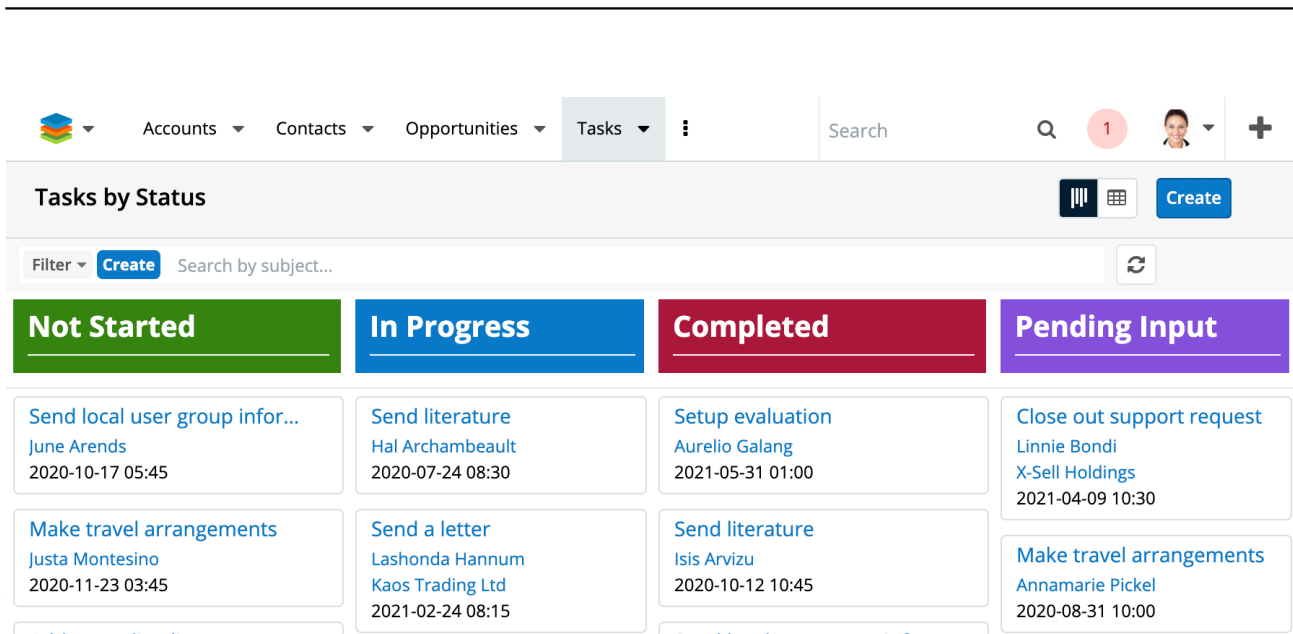 Accounts Contacts Opportunities Tasks Search 1
Tasks by Status Create
Filter Create Search by subject...
Not Started
Send local user group infor...
June Arends
2020-10-17 05:45
Make travel arrangements
Justa Montesino
2020-11-23 03:45
In Progress
Send literature
Hal Archambeault
2020-07-24 08:30
Send a letter
Lashonda Hannum
Kaos Trading Ltd
2021-02-24 08:15
Completed
Setup evaluation
Aurelio Galang
2021-05-31 01:00
Send literature
Isis Arvizu
2020-10-12 10:45
Pending Input
Close out support request
Linnie Bondi
X-Sell Holdings
2021-04-09 10:30
Make travel arrangements
Annamarie Pickel
2020-08-31 10:00